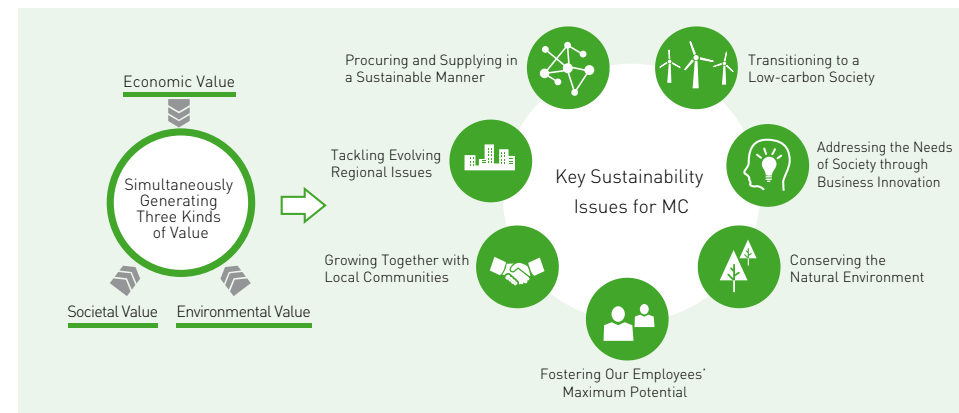 Economic Value
Simultaneously
Generating
Three Kinds
of Value
Societal Value
Environmental Value
Key Sustainability
Issues for MC
Procuring and Supplying in
a Sustainable Manner
Transitioning to a
Low-carbon Society
Tackling Evolving
Regional Issues
Addressing the Needs
of Society through
Business Innovation
Growing Together with
Local Communities
Conserving the
Natural Environment
Fostering Our Employees’
Maximum Potential